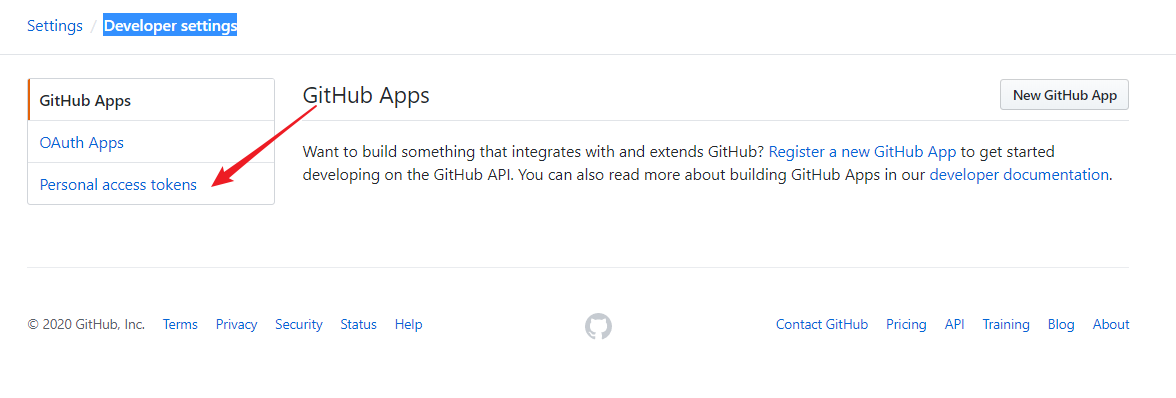 Settings / Developer settings
GitHub Apps
OAuth Apps
Personal access tokens
GitHub Apps
New GitHub App
Want to build something that integrates with and extends GitHub? Register a new GitHub App to get started
developing on the GitHub API. You can also read more about building GitHub Apps in our developer documentation.
© 2020 GitHub, Inc. Terms Privacy Security Status Help Contact GitHub Pricing API Training Blog About